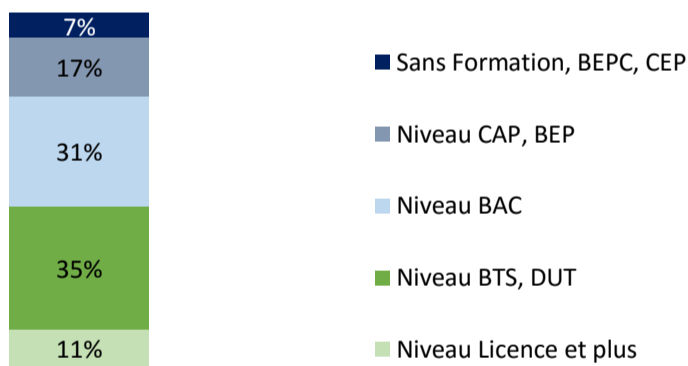 7%
17%
31%
35%
11%
Sans Formation, BEPC, CEP
Niveau CAP, BEP
Niveau BAC
Niveau BTS, DUT
Niveau Licence et plus